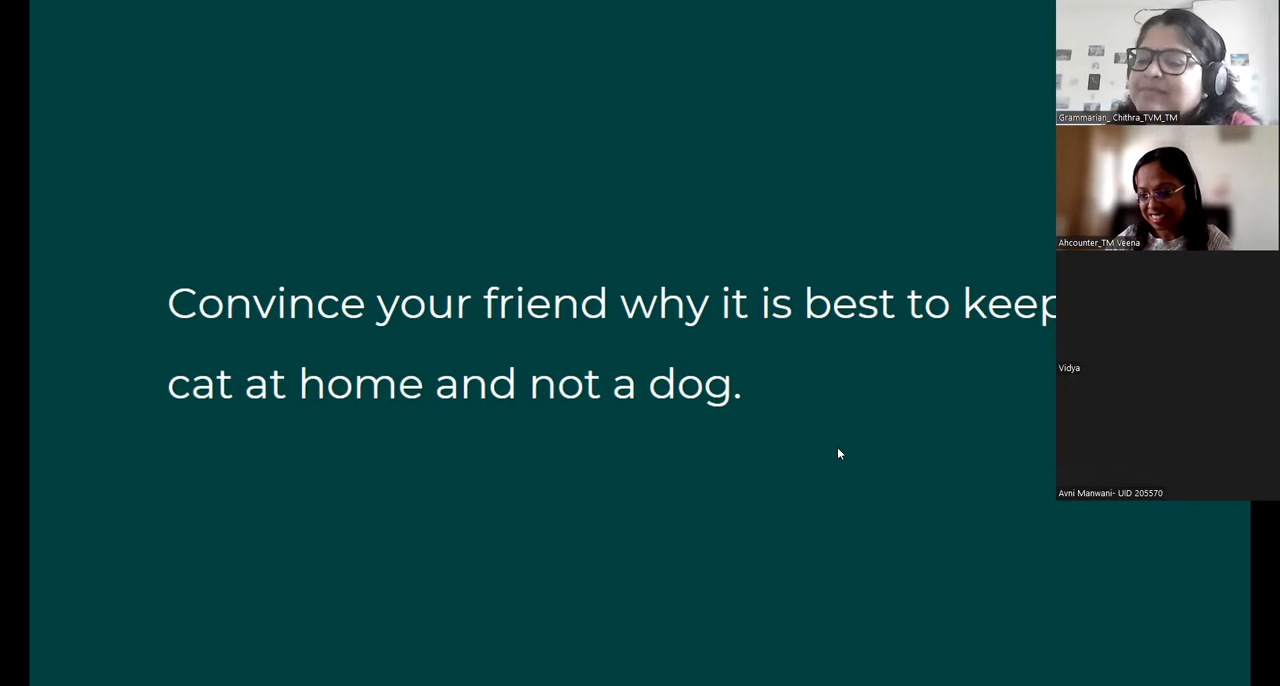 Convince your friend why it is best to keep
cat at home and not a dog.
Grammarian_ Chithra_TVM_TM
Ahcounter_TM Veena
Vidya
Avni Manwani- UID 205570